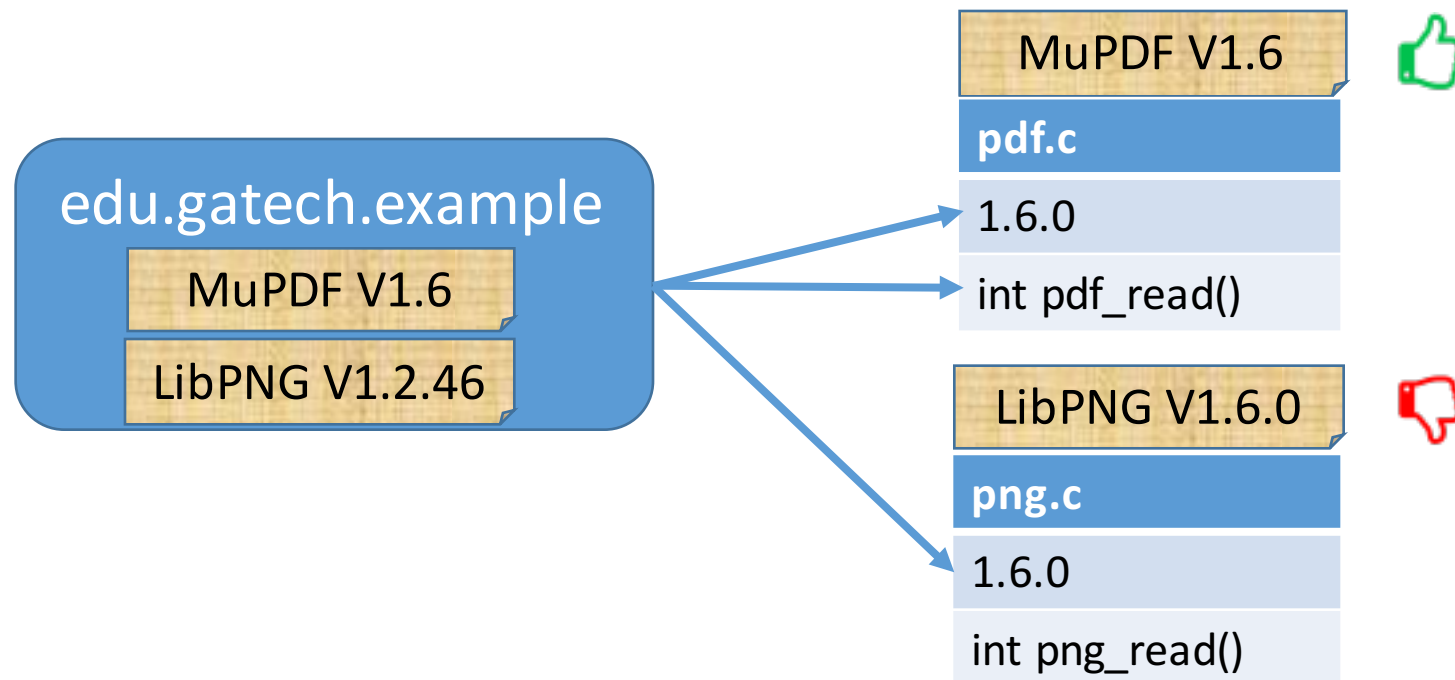 edu.gatech.example
MuPDF V1.6
LibPNG V1.2.46
MuPDF V1.6
pdf.c
1.6.0
int pdf_read()
LibPNG V1.6.0
png.c
1.6.0
int png_read()